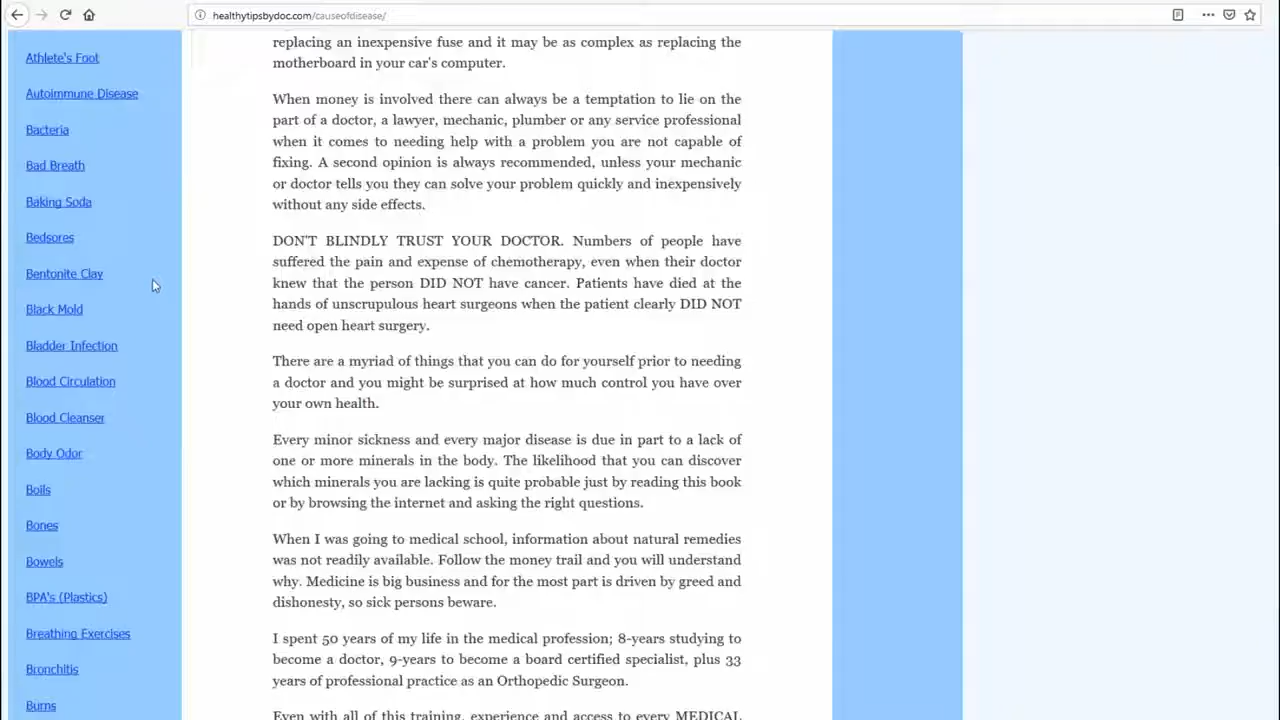 healthytipsbydoc.com/causeofdisease/
Athlete's Foot
Autoimmune Disease
Bacteria
Bad Breath
Baking Soda
Bedsores
Bentonite Clay
Black Mold
Bladder Infection
Blood Circulation
Blood Cleanser
Body Odor
Boils
Bones
Bowels
BPA's (Plastics)
Breathing Exercises
Bronchitis
Burns
replacing an inexpensive fuse and it may be as complex as replacing the
motherboard in your car's computer.
When money is involved there can always be a temptation to lie on the
part of a doctor, a lawyer, mechanic, plumber or any service professional
when it comes to needing help with a problem you are not capable of
fixing. A second opinion is always recommended, unless your mechanic
or doctor tells you they can solve your problem quickly and inexpensively
without any side effects.
DON'T BLINDLY TRUST YOUR DOCTOR. Numbers of people have
suffered the pain and expense of chemotherapy, even when their doctor
knew that the person DID NOT have cancer. Patients have died at the
hands of unscrupulous heart surgeons when the patient clearly DID NOT
need open heart surgery.
There are a myriad of things that you can do for yourself prior to needing
a doctor and you might be surprised at how much control you have over
your own health.
Every minor sickness and every major disease is due in part to a lack of
one or more minerals in the body. The likelihood that you can discover
which minerals you are lacking is quite probable just by reading this book
or by browsing the internet and asking the right questions.
When I was going to medical school, information about natural remedies
was not readily available. Follow the money trail and you will understand
why. Medicine is big business and for the most part is driven by greed and
dishonesty, so sick persons beware.
I spent 50 years of my life in the medical profession; 8-years studying to
become a doctor, 9-years to become a board certified specialist, plus 33
years of professional practice as an Orthopedic Surgeon.
Even with all of this training, experience and access to every MEDICAL